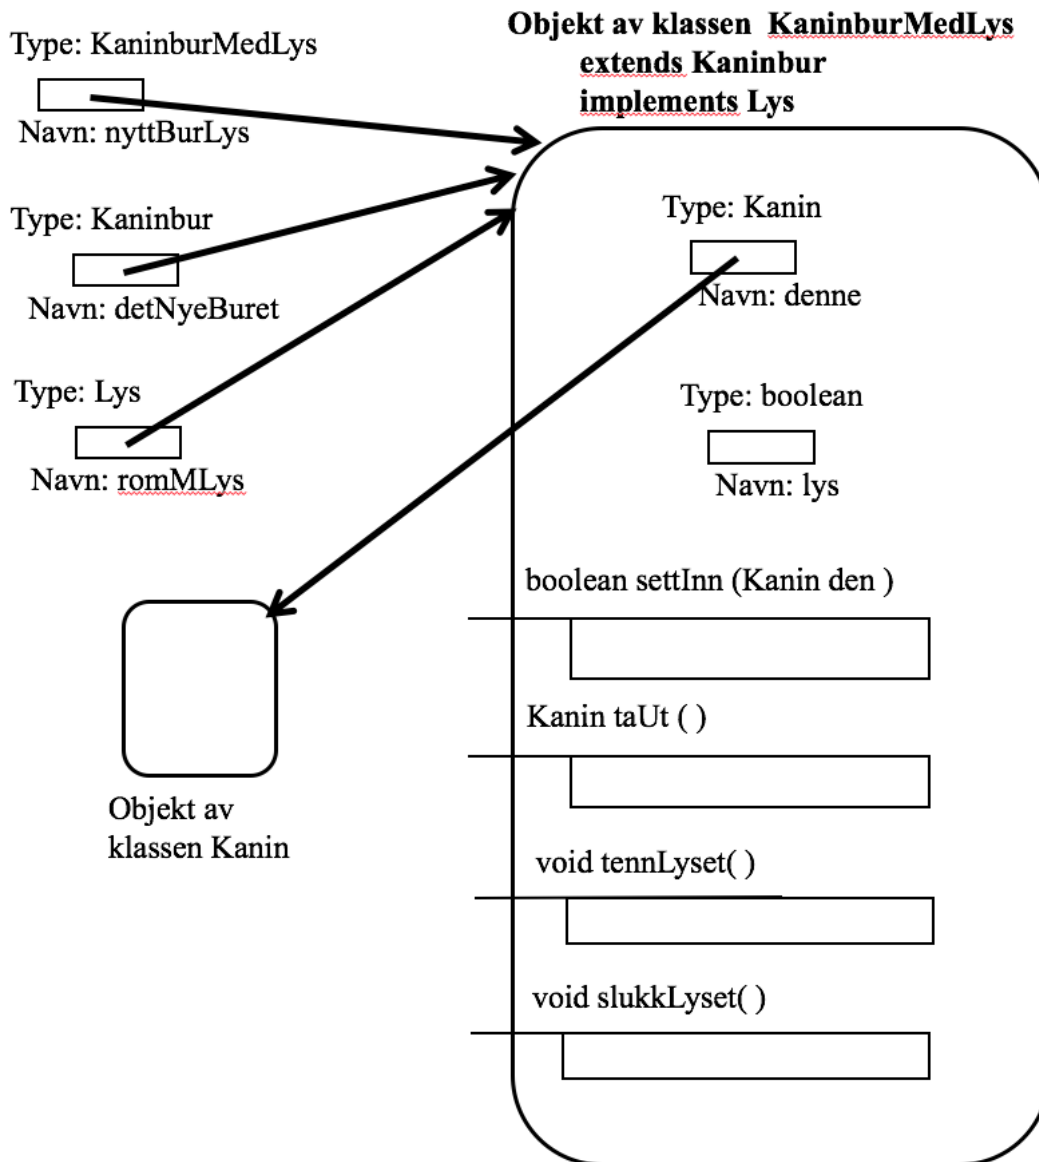 Type: KaninburMedLys
Navn: nyttBurLys
Type: Kaninbur
Navn: detNyeBuret
Type: Lys
Navn: romMLys
Objekt av
klassen Kanin
Objekt av klassen KaninburMedLys
extends Kaninbur
implements Lys
Type: Kanin
Navn: denne
Type: boolean
Navn: lys
boolean settInn (Kanin den )
Kanin taUt ( )
void tennLyset( )
void slukkLyset( )